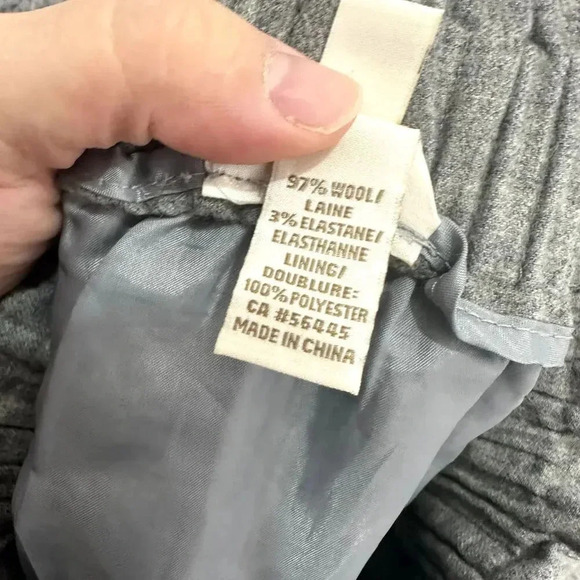 97% WOOL/
LAINE
3% ELASTANE/
ELASTHANNE
LINING/
DOUBLURE:
100% POLYESTER
CA #56445
MADE IN CHINA